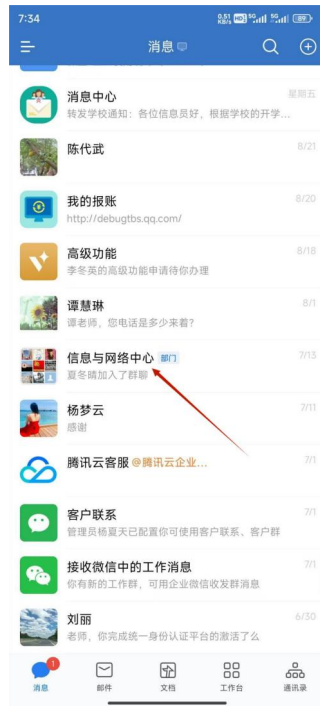 7:34
0.51 KB/s HD 5G 5G
消息
消息中心
星期五
转发学校通知：各位信息员好，根据学校的开学...
陈代武
8/21
我的报账
8/20
http://debugtbs.qq.com/
高级功能
8/18
李冬英的高级功能申请待你办理
谭慧琳
8/1
谭老师，您电话是多少来着?
信息与网络中心 部门
7/13
夏冬晴加入了群聊
杨梦云
7/11
感谢
腾讯云客服 @腾讯云企业...
7/1
客户联系
7/1
管理员杨夏天已配置你可使用客户联系、客户群
接收微信中的工作消息
7/1
你有新的工作群，可用企业微信收发群消息
刘丽
6/30
老师，你完成统一身份认证平台的激活了么
1
消息
邮件
文档
工作台
通讯录